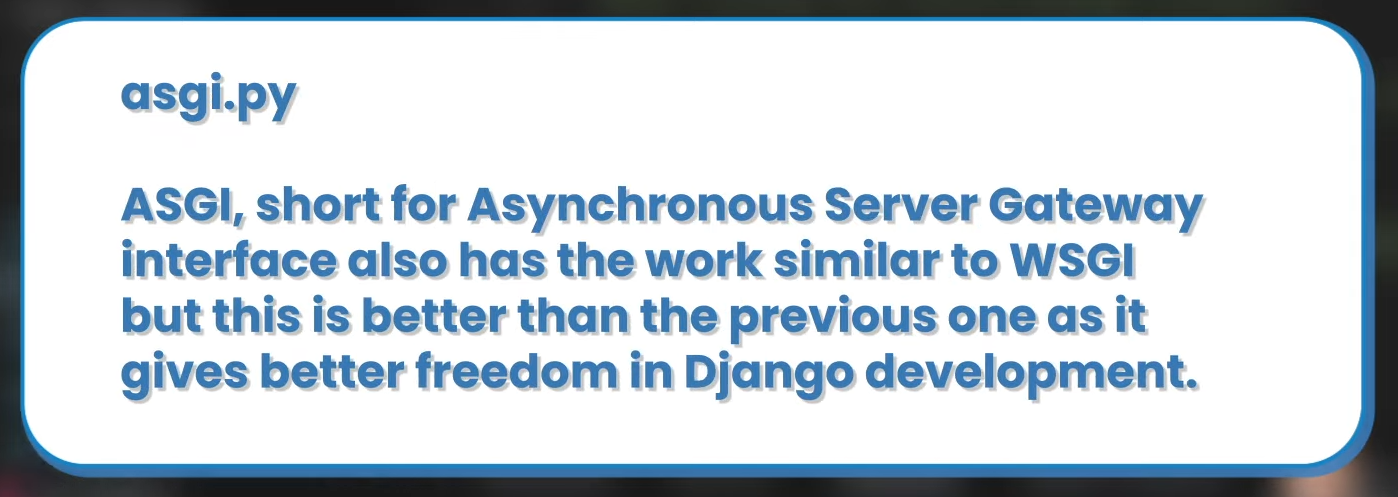 asgi.py
ASGI, short for Asynchronous Server Gateway
interface also has the work similar to WSGI
but this is better than the previous one as it
gives better freedom in Django development.